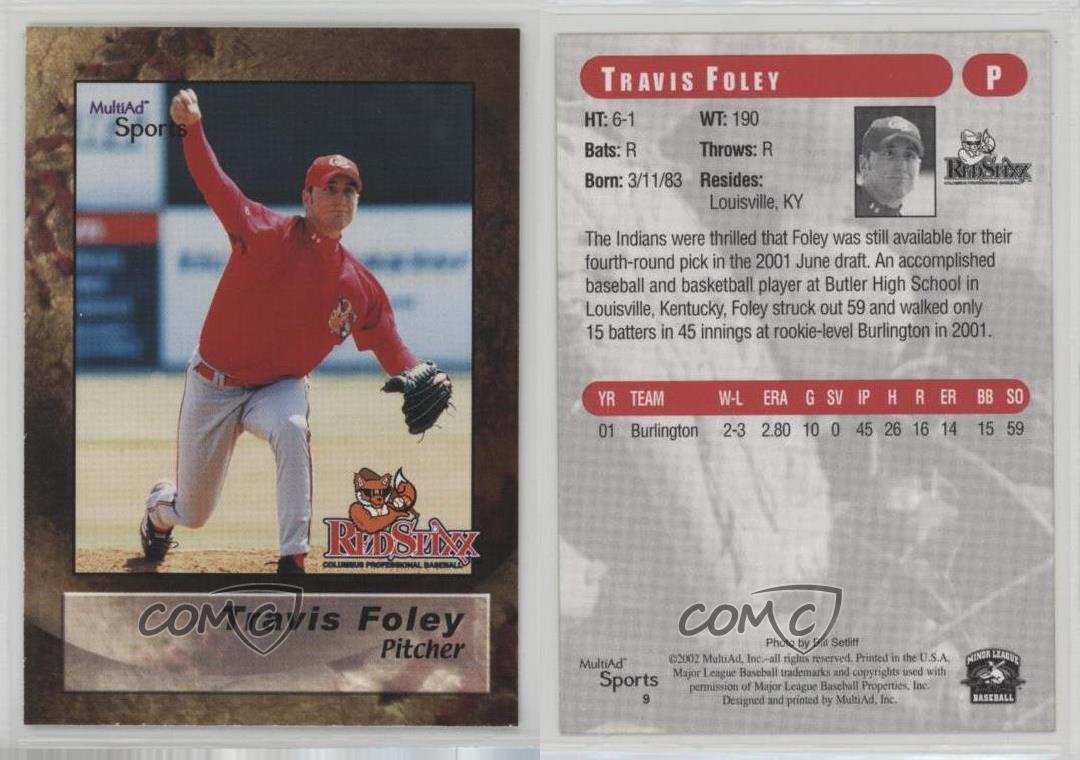 MultiAd™
Sports
REDSTIXX
COLUMBUS PROFESSIONAL BASEBALL
Travis Foley
Pitcher
COMC
TRAVIS FOLEY
P
HT: 6-1 WT: 190
Bats: R Throws: R
Born: 3/11/83 Resides:
Louisville, KY
REDSTIXX
COLUMBUS PROFESSIONAL BASEBALL
The Indians were thrilled that Foley was still available for their
fourth-round pick in the 2001 June draft. An accomplished
baseball and basketball player at Butler High School in
Louisville, Kentucky, Foley struck out 59 and walked only
15 batters in 45 innings at rookie-level Burlington in 2001.
YR TEAM W-L ERA G SV IP H R ER BB SO
01 Burlington 2-3 2.80 10 0 45 26 16 14 15 59
COMC
Photo by Bill Setliff
MultiAd™
Sports
9
©2002 MultiAd, Inc.-all rights reserved. Printed in the U.S.A.
Major League Baseball trademarks and copyrights used with
permission of Major League Baseball Properties, Inc.
Designed and printed by MultiAd, Inc.
MINOR LEAGUE
BASEBALL